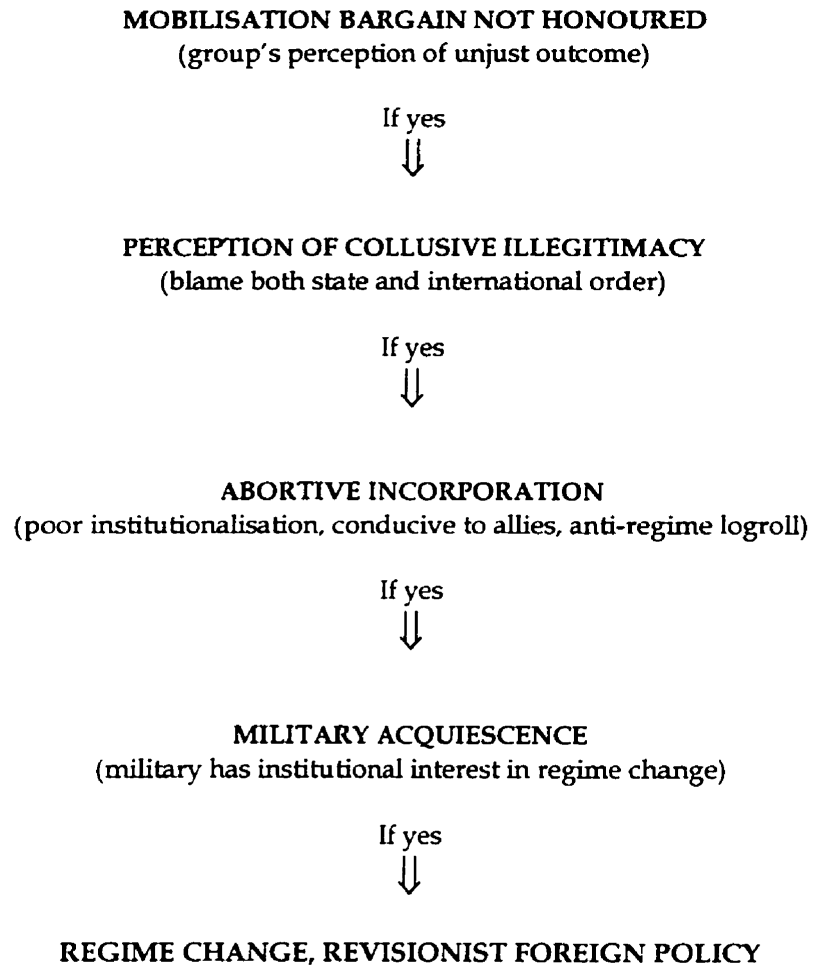 MOBILISATION BARGAIN NOT HONOURED
(group's perception of unjust outcome)
If yes
⇓
PERCEPTION OF COLLUSIVE ILLEGITIMACY
(blame both state and international order)
If yes
⇓
ABORTIVE INCORPORATION
(poor institutionalisation, conducive to allies, anti-regime logroll)
If yes
⇓
MILITARY ACQUIESCENCE
(military has institutional interest in regime change)
If yes
⇓
REGIME CHANGE, REVISIONIST FOREIGN POLICY